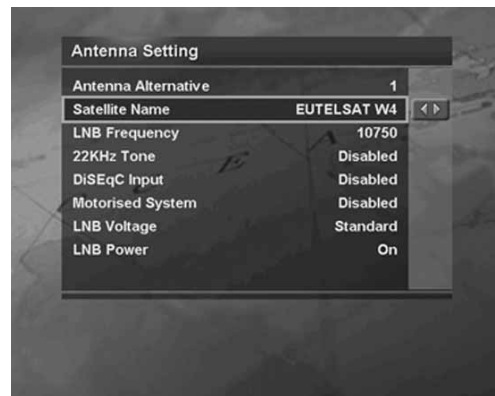 Antenna Setting
Antenna Alternative 1
Satellite Name EUTELSAT W4
LNB Frequency 10750
22KHz Tone Disabled
DiSEqC Input Disabled
Motorised System Disabled
LNB Voltage Standard
LNB Power On